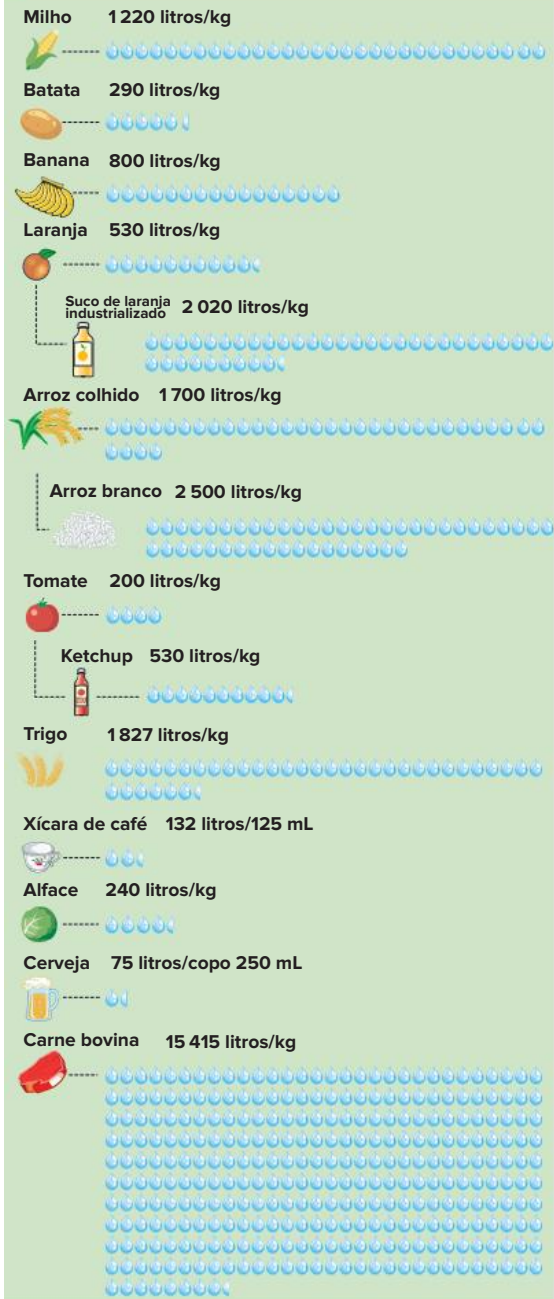 Milho 1 220 litros/kg
Batata 290 litros/kg
Banana 800 litros/kg
Laranja 530 litros/kg
Suco de laranja
industrializado 2 020 litros/kg
Arroz colhido 1 700 litros/kg
Arroz branco 2 500 litros/kg
Tomate 200 litros/kg
Ketchup 530 litros/kg
Trigo 1 827 litros/kg
Xícara de café 132 litros/125 mL
Alface 240 litros/kg
Cerveja 75 litros/copo 250 mL
Carne bovina 15 415 litros/kg